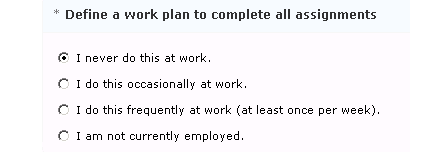 * Define a work plan to complete all assignments
I never do this at work.
I do this occasionally at work.
I do this frequently at work (at least once per week).
I am not currently employed.